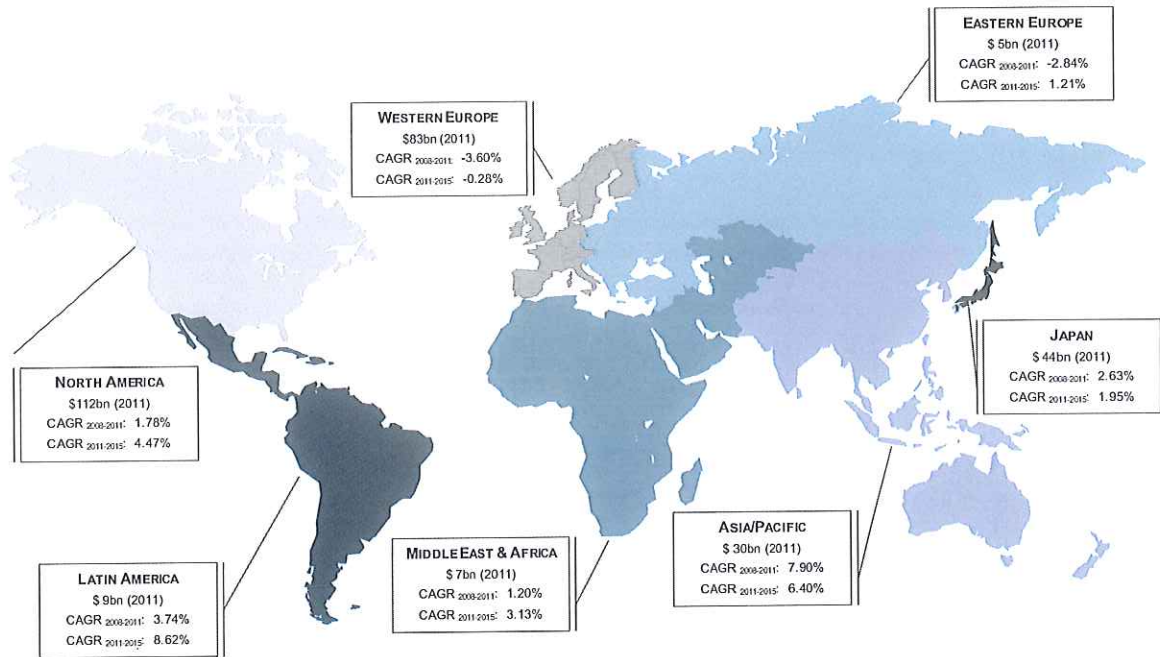 EASTERN EUROPE
$ 5bn (2011)
CAGR 2008-2011: -2.84%
CAGR 2011-2015: 1.21%
WESTERN EUROPE
$83bn (2011)
CAGR 2008-2011: -3.60%
CAGR 2011-2015: -0.28%
JAPAN
$ 44bn (2011)
CAGR 2008-2011: 2.63%
CAGR 2011-2015: 1.95%
NORTH AMERICA
$112bn (2011)
CAGR 2008-2011: 1.78%
CAGR 2011-2015: 4.47%
ASIA/PACIFIC
$ 30bn (2011)
CAGR 2008-2011: 7.90%
CAGR 2011-2015: 6.40%
MIDDLE EAST & AFRICA
$ 7bn (2011)
CAGR 2008-2011: 1.20%
CAGR 2011-2015: 3.13%
LATIN AMERICA
$ 9bn (2011)
CAGR 2008-2011: 3.74%
CAGR 2011-2015: 8.62%